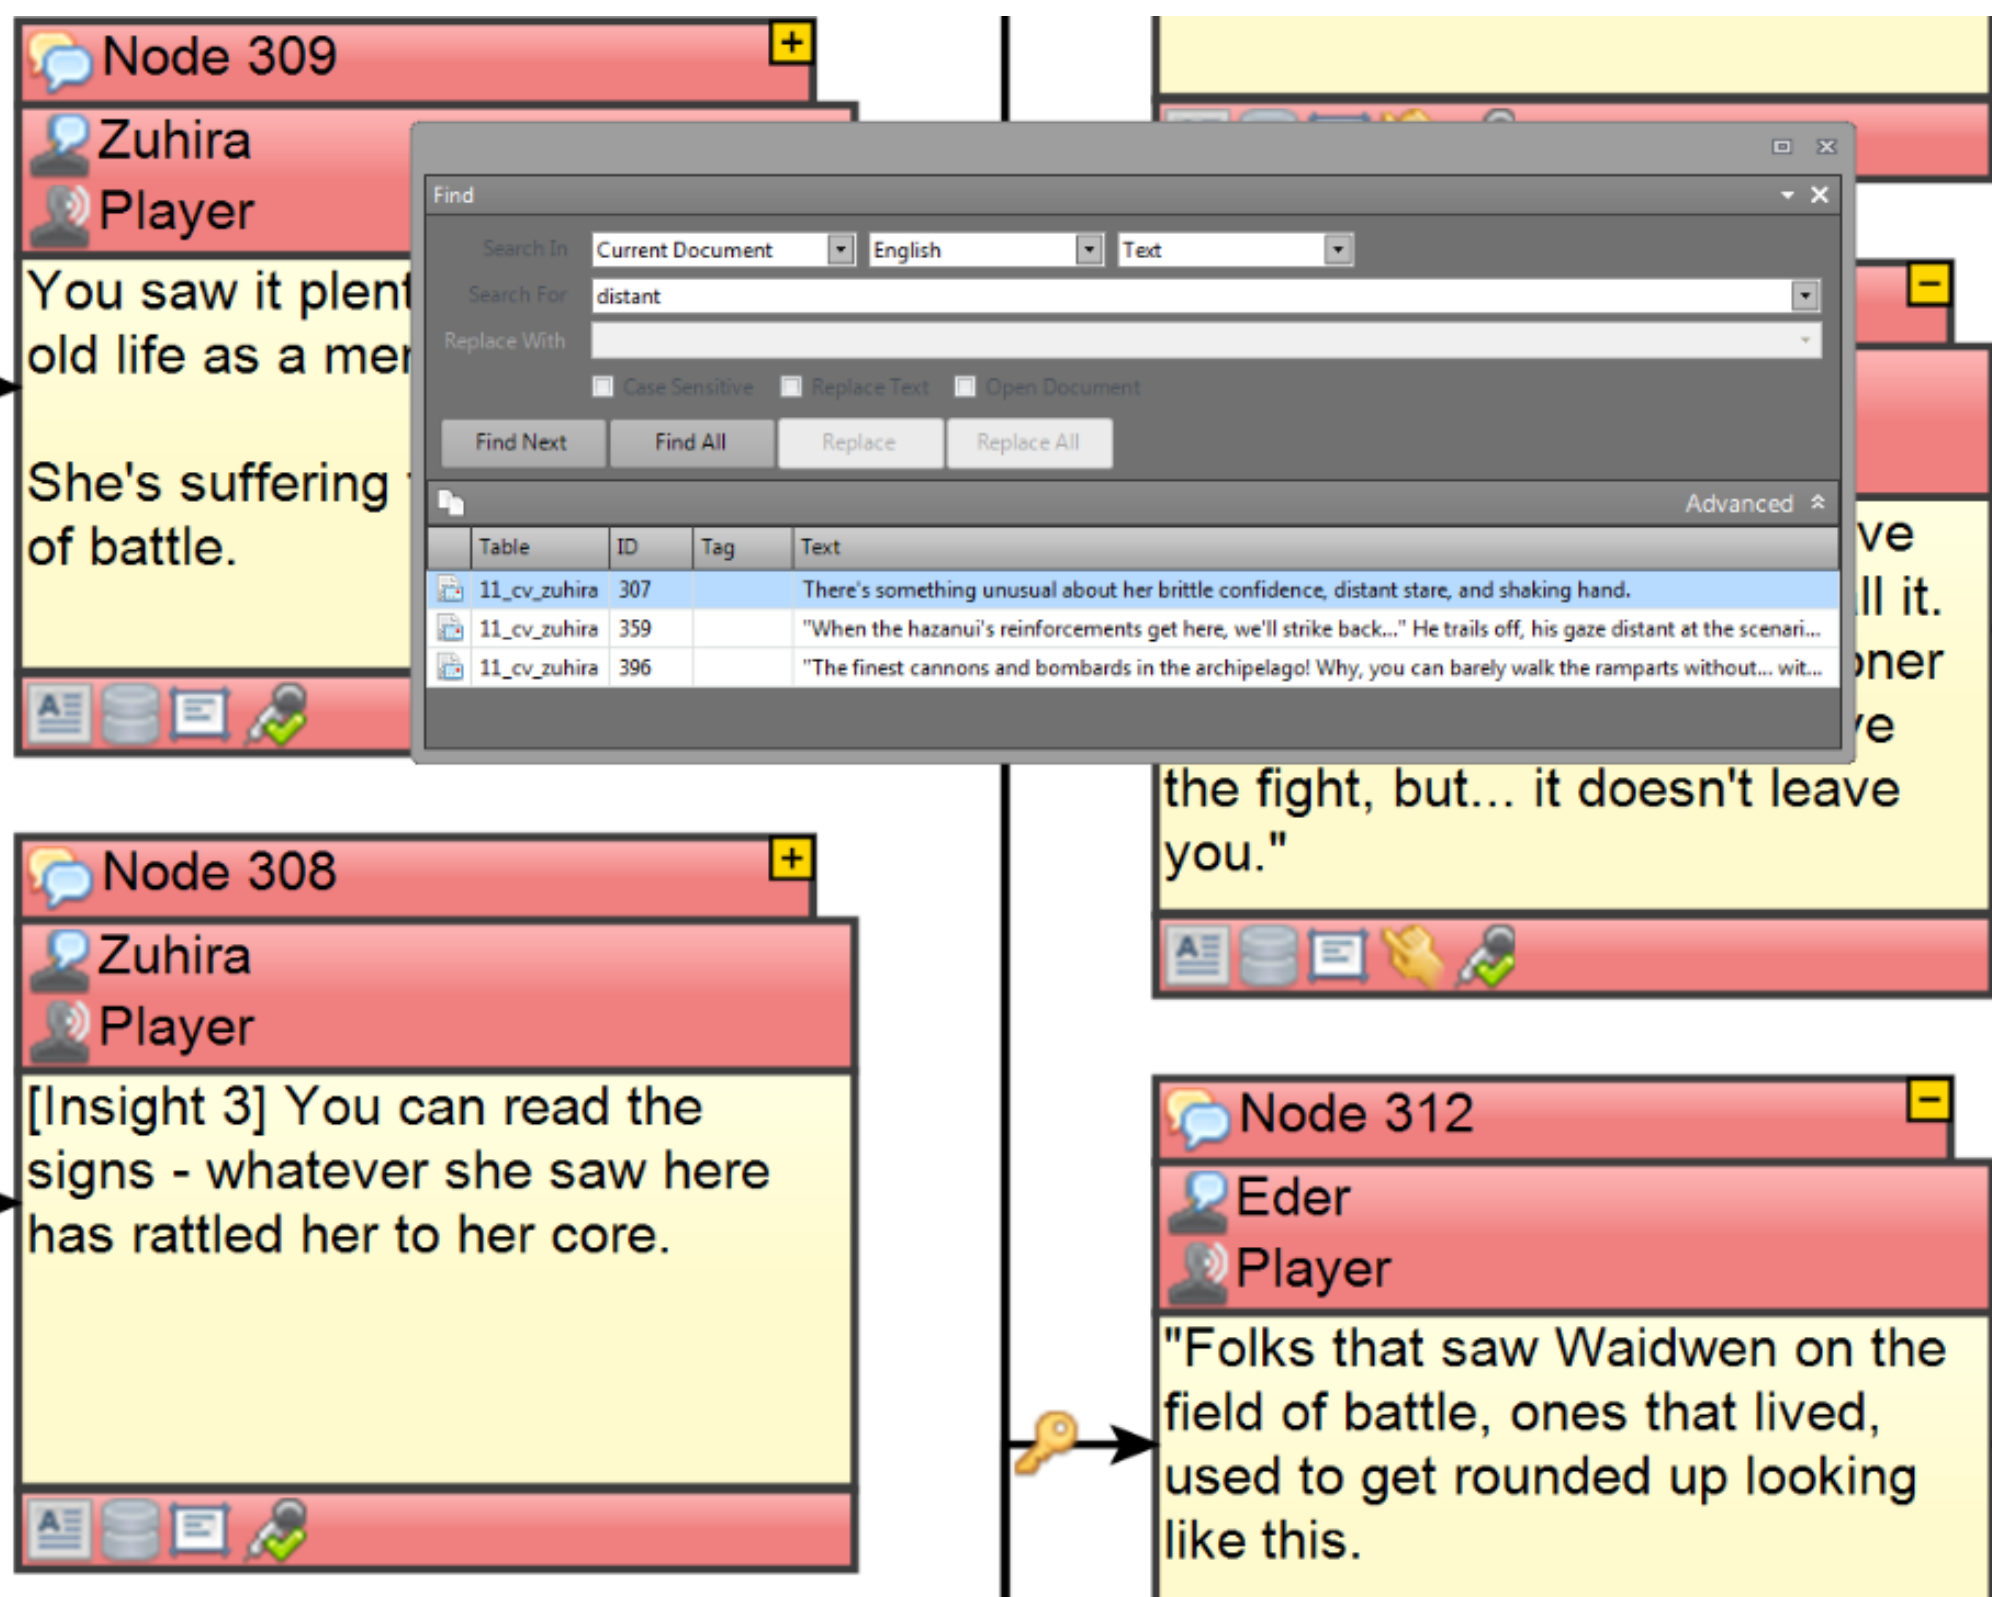 Node 309
+
Zuhira
Player
You saw it plent
old life as a mer
She's suffering
of battle.
Find
Search In
Current Document
English
Text
Search For
distant
Replace With
Case Sensitive
Replace Text
Open Document
Find Next
Find All
Replace
Replace All
Advanced
Table
ID
Tag
Text
11_cv_zuhira 307 There's something unusual about her brittle confidence, distant stare, and shaking hand.
11_cv_zuhira 359 "When the hazanui's reinforcements get here, we'll strike back..." He trails off, his gaze distant at the scenari...
11_cv_zuhira 396 "The finest cannons and bombards in the archipelago! Why, you can barely walk the ramparts without... wit...
Node 308
+
Zuhira
Player
[Insight 3] You can read the
signs - whatever she saw here
has rattled her to her core.
−
ve
ll it.
oner
ve
the fight, but... it doesn't leave
you."
Node 312
−
Eder
Player
"Folks that saw Waidwen on the
field of battle, ones that lived,
used to get rounded up looking
like this.